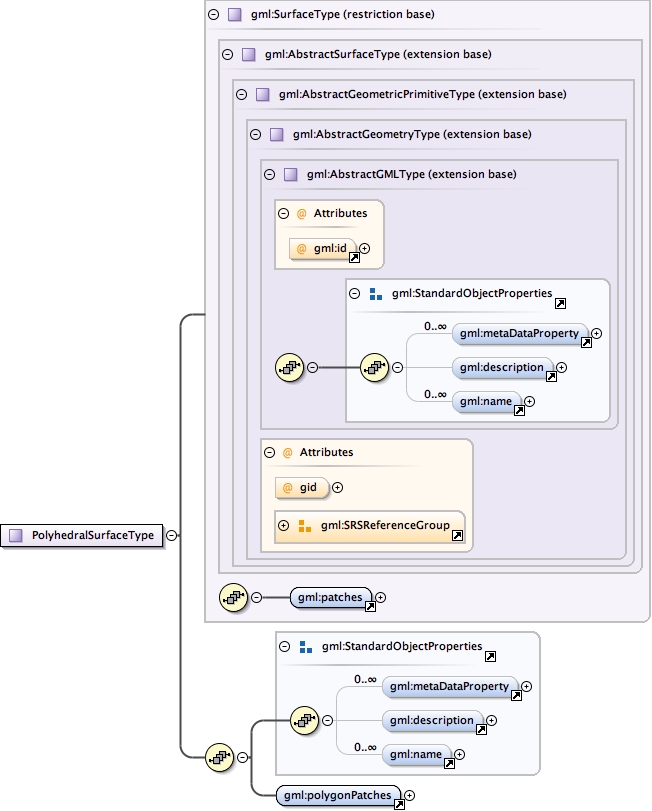 gml:SurfaceType (restriction base)
gml:AbstractSurfaceType (extension base)
gml:AbstractGeometricPrimitiveType (extension base)
gml:AbstractGeometryType (extension base)
gml:AbstractGMLType (extension base)
@ Attributes
@ gml:id
gml:StandardObjectProperties
0..∞
gml:metaDataProperty
gml:description
0..∞
gml:name
@ Attributes
@ gid
gml:SRSReferenceGroup
PolyhedralSurfaceType
gml:patches
gml:StandardObjectProperties
0..∞
gml:metaDataProperty
gml:description
0..∞
gml:name
gml:polygonPatches